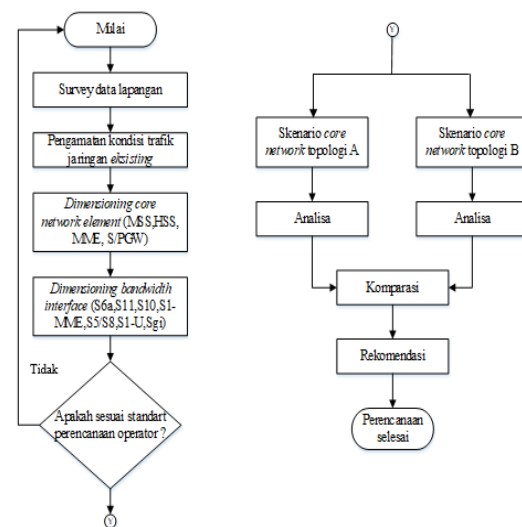 Mulai
Survey data lapangan
Pengamatan kondisi trafik
jaringan eksisting
Dimensioning core
network element (MSS,HSS,
MME, S/PGW)
Dimensioning bandwidth
interface (S6a,S11,S10,S1-
MME,S5/S8,S1-U,Sgi)
Tidak
Apakah sesuai standart
perencanaan operator ?
Y
Y
Skenario core
network topologi A
Skenario core
network topologi B
Analisa
Analisa
Komparasi
Rekomendasi
Perencanaan
selesai